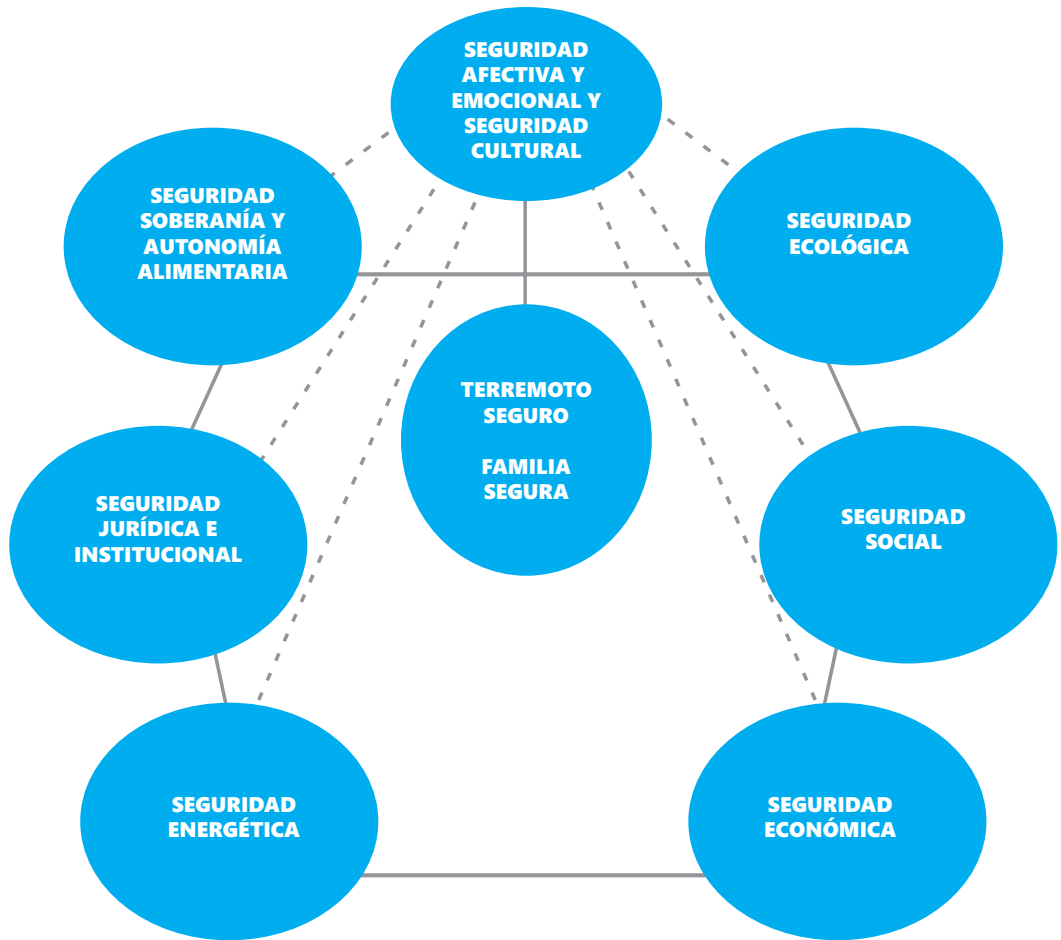 SEGURIDAD
AFECTIVA Y
EMOCIONAL Y
SEGURIDAD
CULTURAL
SEGURIDAD
SOBERANÍA Y
AUTONOMÍA
ALIMENTARIA
SEGURIDAD
ECOLÓGICA
TERREMOTO
SEGURO
FAMILIA
SEGURA
SEGURIDAD
JURÍDICA E
INSTITUCIONAL
SEGURIDAD
SOCIAL
SEGURIDAD
ENERGÉTICA
SEGURIDAD
ECONÓMICA